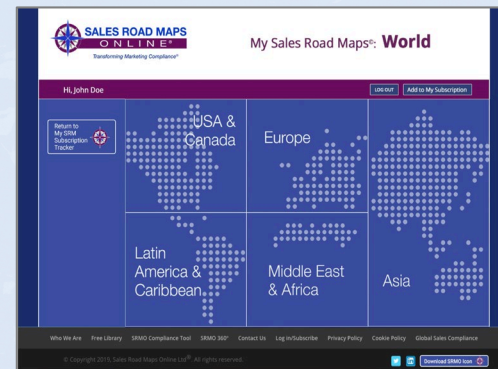 SALES ROAD MAPS
ONLINE®
Transforming Marketing Compliance®
My Sales Road Maps®: World
Hi, John Doe
LOG OUT
Add to My Subscription
Return to
My SRM
Subscription
Tracker
USA &
Canada
Europe
Latin
America &
Caribbean
Middle East
& Africa
Asia
Who We Are Free Library SRMO Compliance Tool SRMO 360° Contact Us Log in/Subscribe Privacy Policy Cookie Policy Global Sales Compliance
© Copyright 2019. Sales Road Maps Online Ltd®. All rights reserved.
Download SRMO Icon